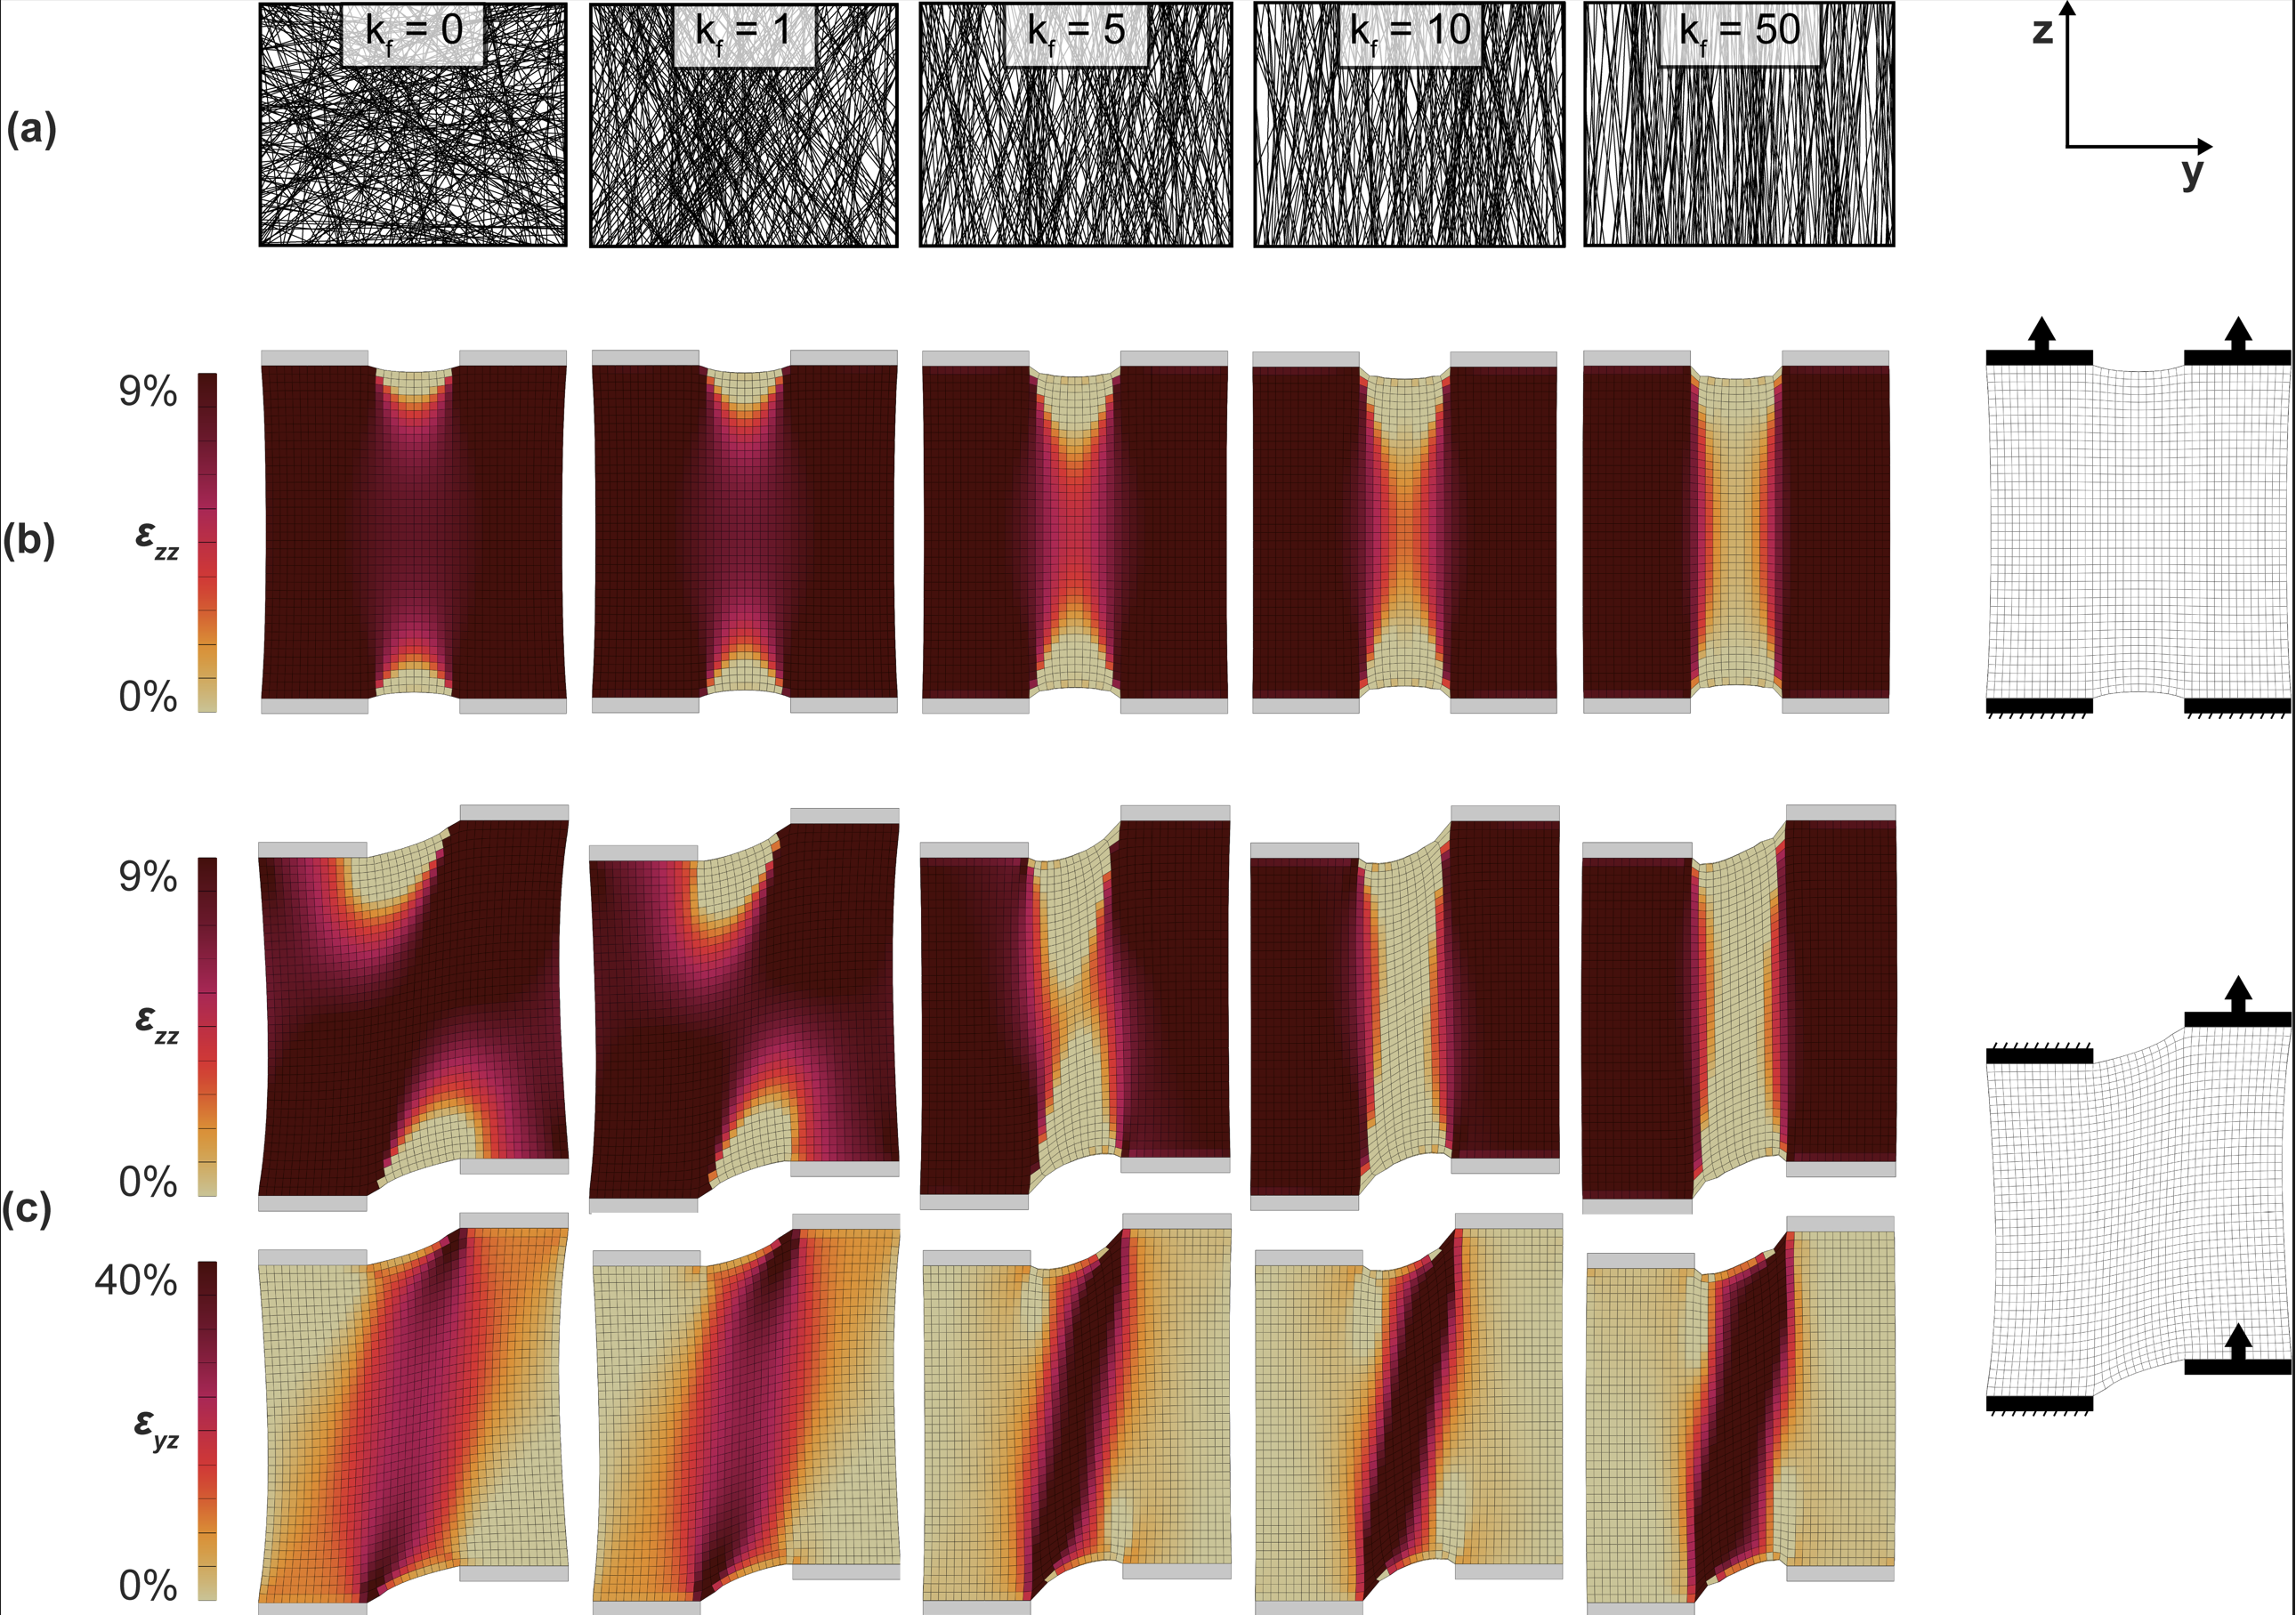 k_f = 0
k_f = 1
k_f = 5
k_f = 10
k_f = 50
z
y
(a)
9%
ε_zz
0%
(b)
9%
ε_zz
0%
(c)
40%
ε_yz
0%